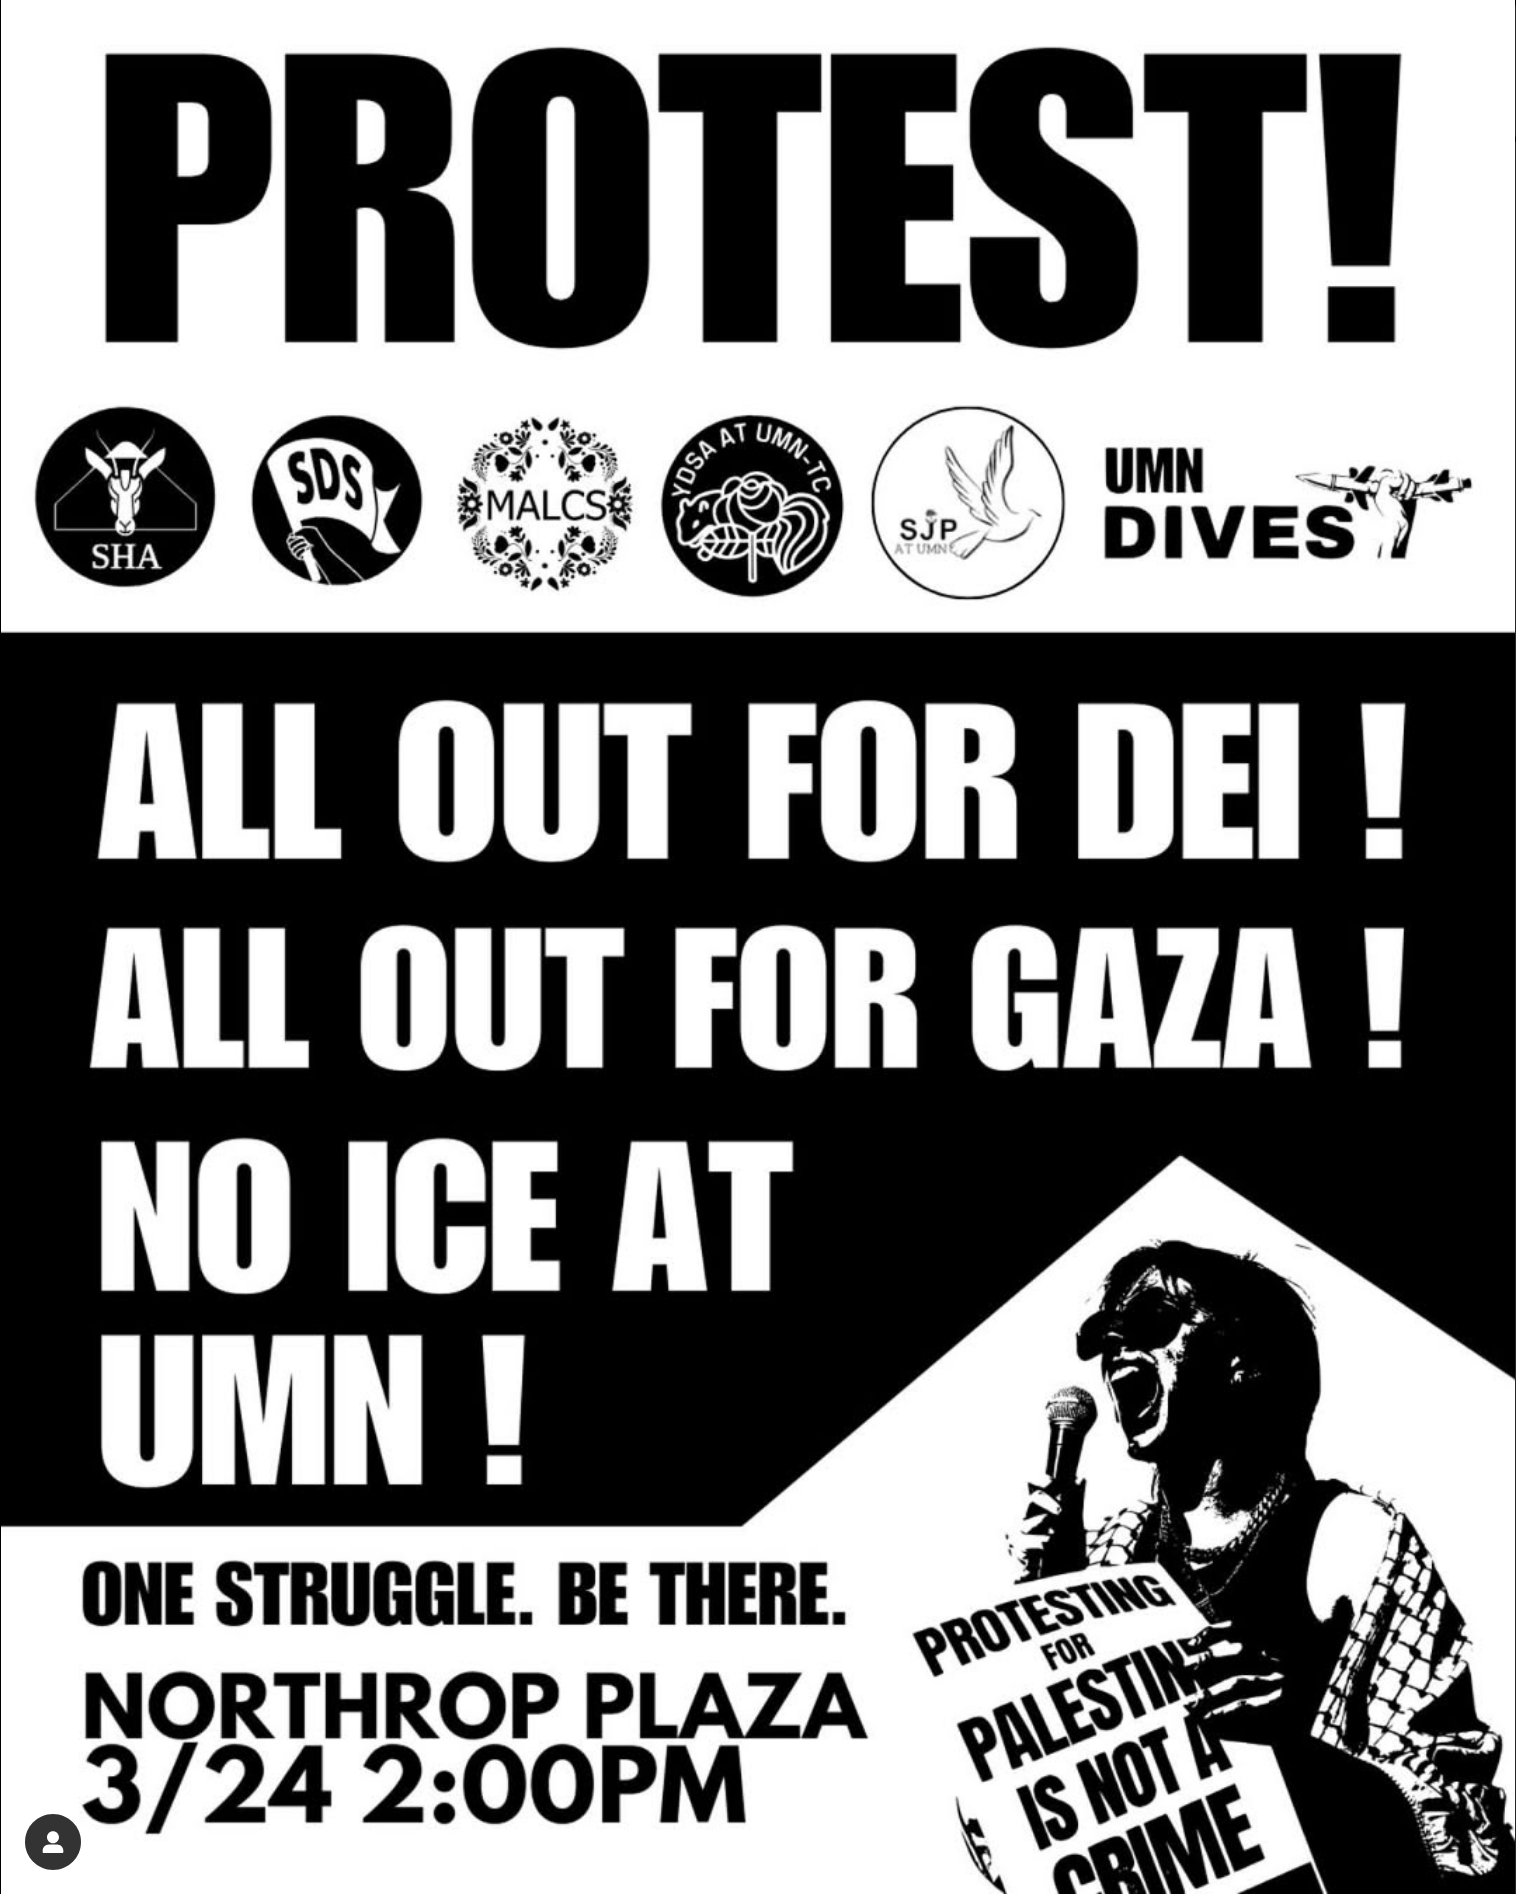 PROTEST!
SHA
SDS
MALCS
YDSA AT UMN-TC
SJP
AT UMN
UMN
DIVEST
ALL OUT FOR DEI !
ALL OUT FOR GAZA !
NO ICE AT
UMN !
ONE STRUGGLE. BE THERE.
NORTHROP PLAZA
3/24 2:00PM
PROTESTING
FOR
PALESTINE
IS NOT A
CRIME